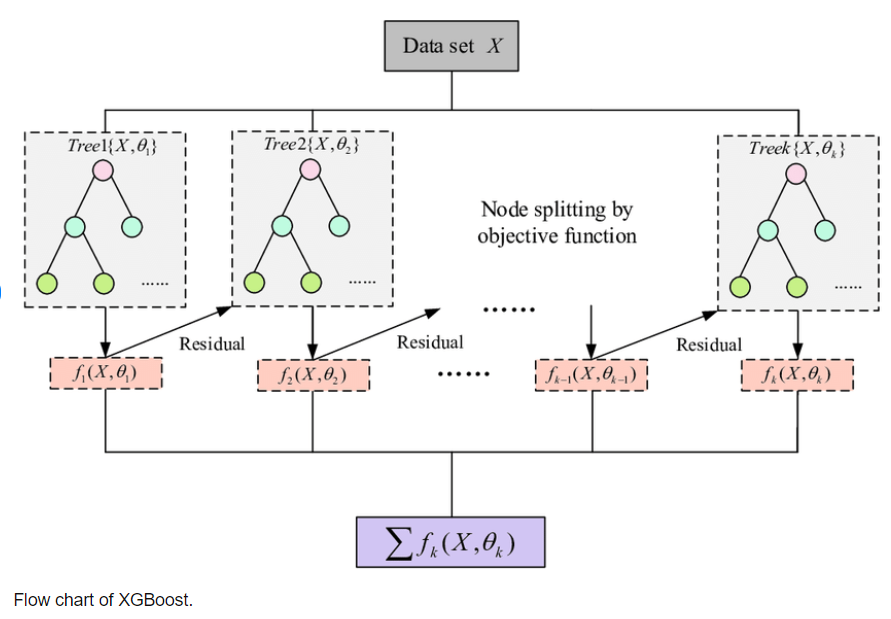 Data set X
Tree1{X,θ₁}
Tree2{X,θ₂}
Treek{X,θₖ}
Node splitting by
objective function
......
......
......
......
Residual
Residual
Residual
f₁(X,θ₁)
f₂(X,θ₂)
......
fₖ₋₁(X,θₖ₋₁)
fₖ(X,θₖ)
∑fₖ(X,θₖ)
Flow chart of XGBoost.